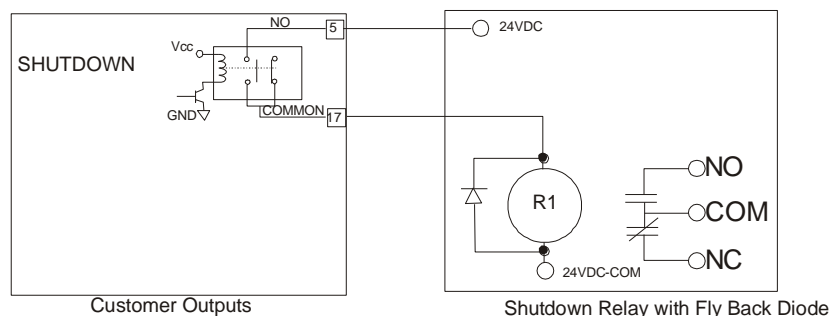 NO
5
24VDC
Vcc
SHUTDOWN
GND
COMMON
17
NO
R1
COM
NC
24VDC-COM
Customer Outputs
Shutdown Relay with Fly Back Diode